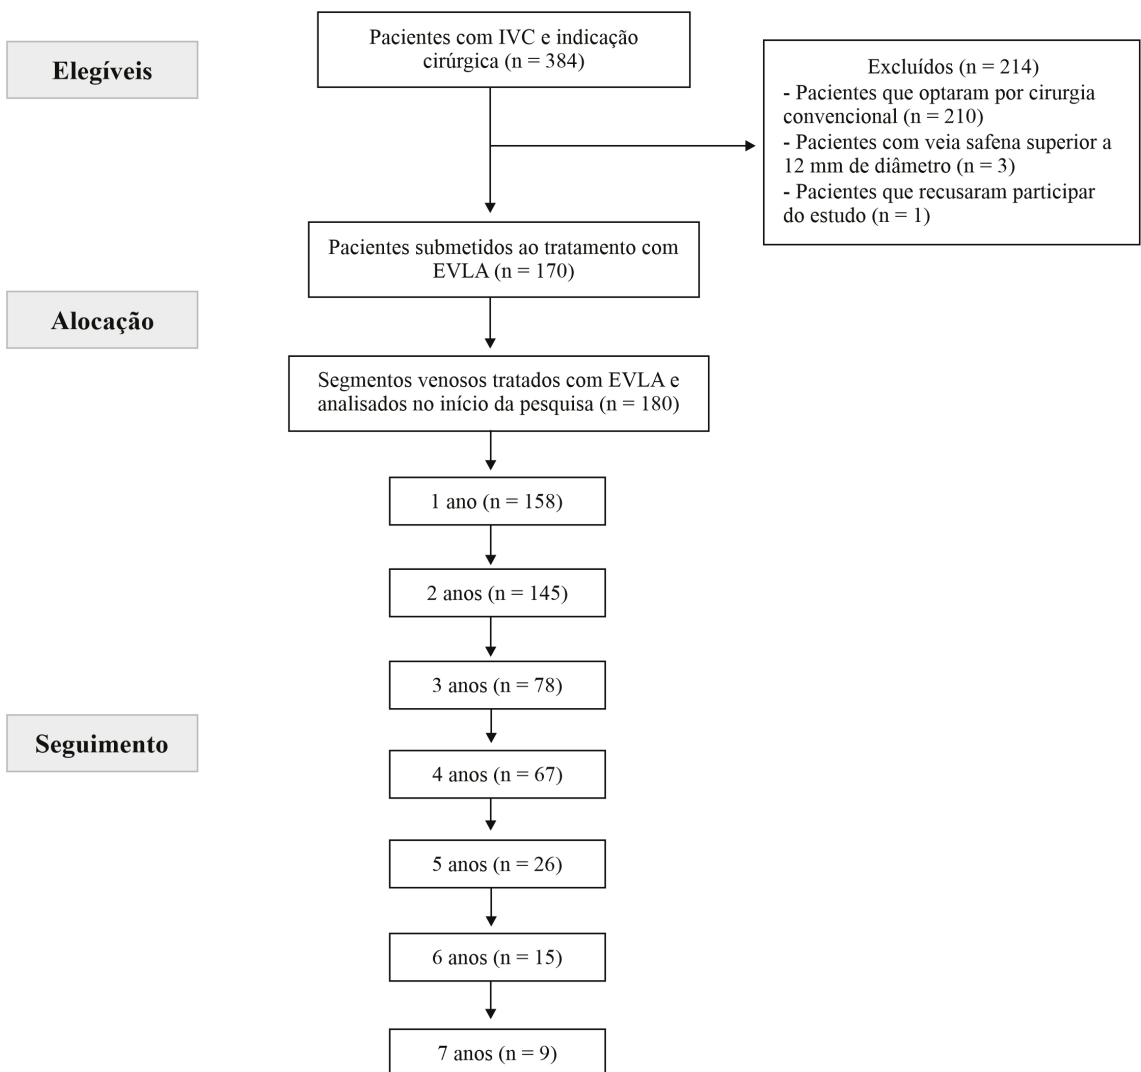 Elegíveis
Pacientes com IVC e indicação
cirúrgica (n = 384)
Excluídos (n = 214)
- Pacientes que optaram por cirurgia
convencional (n = 210)
- Pacientes com veia safena superior a
12 mm de diâmetro (n = 3)
- Pacientes que recusaram participar
do estudo (n = 1)
Pacientes submetidos ao tratamento com
EVLA (n = 170)
Alocação
Segmentos venosos tratados com EVLA e
analisados no início da pesquisa (n = 180)
1 ano (n = 158)
2 anos (n = 145)
3 anos (n = 78)
Seguimento
4 anos (n = 67)
5 anos (n = 26)
6 anos (n = 15)
7 anos (n = 9)